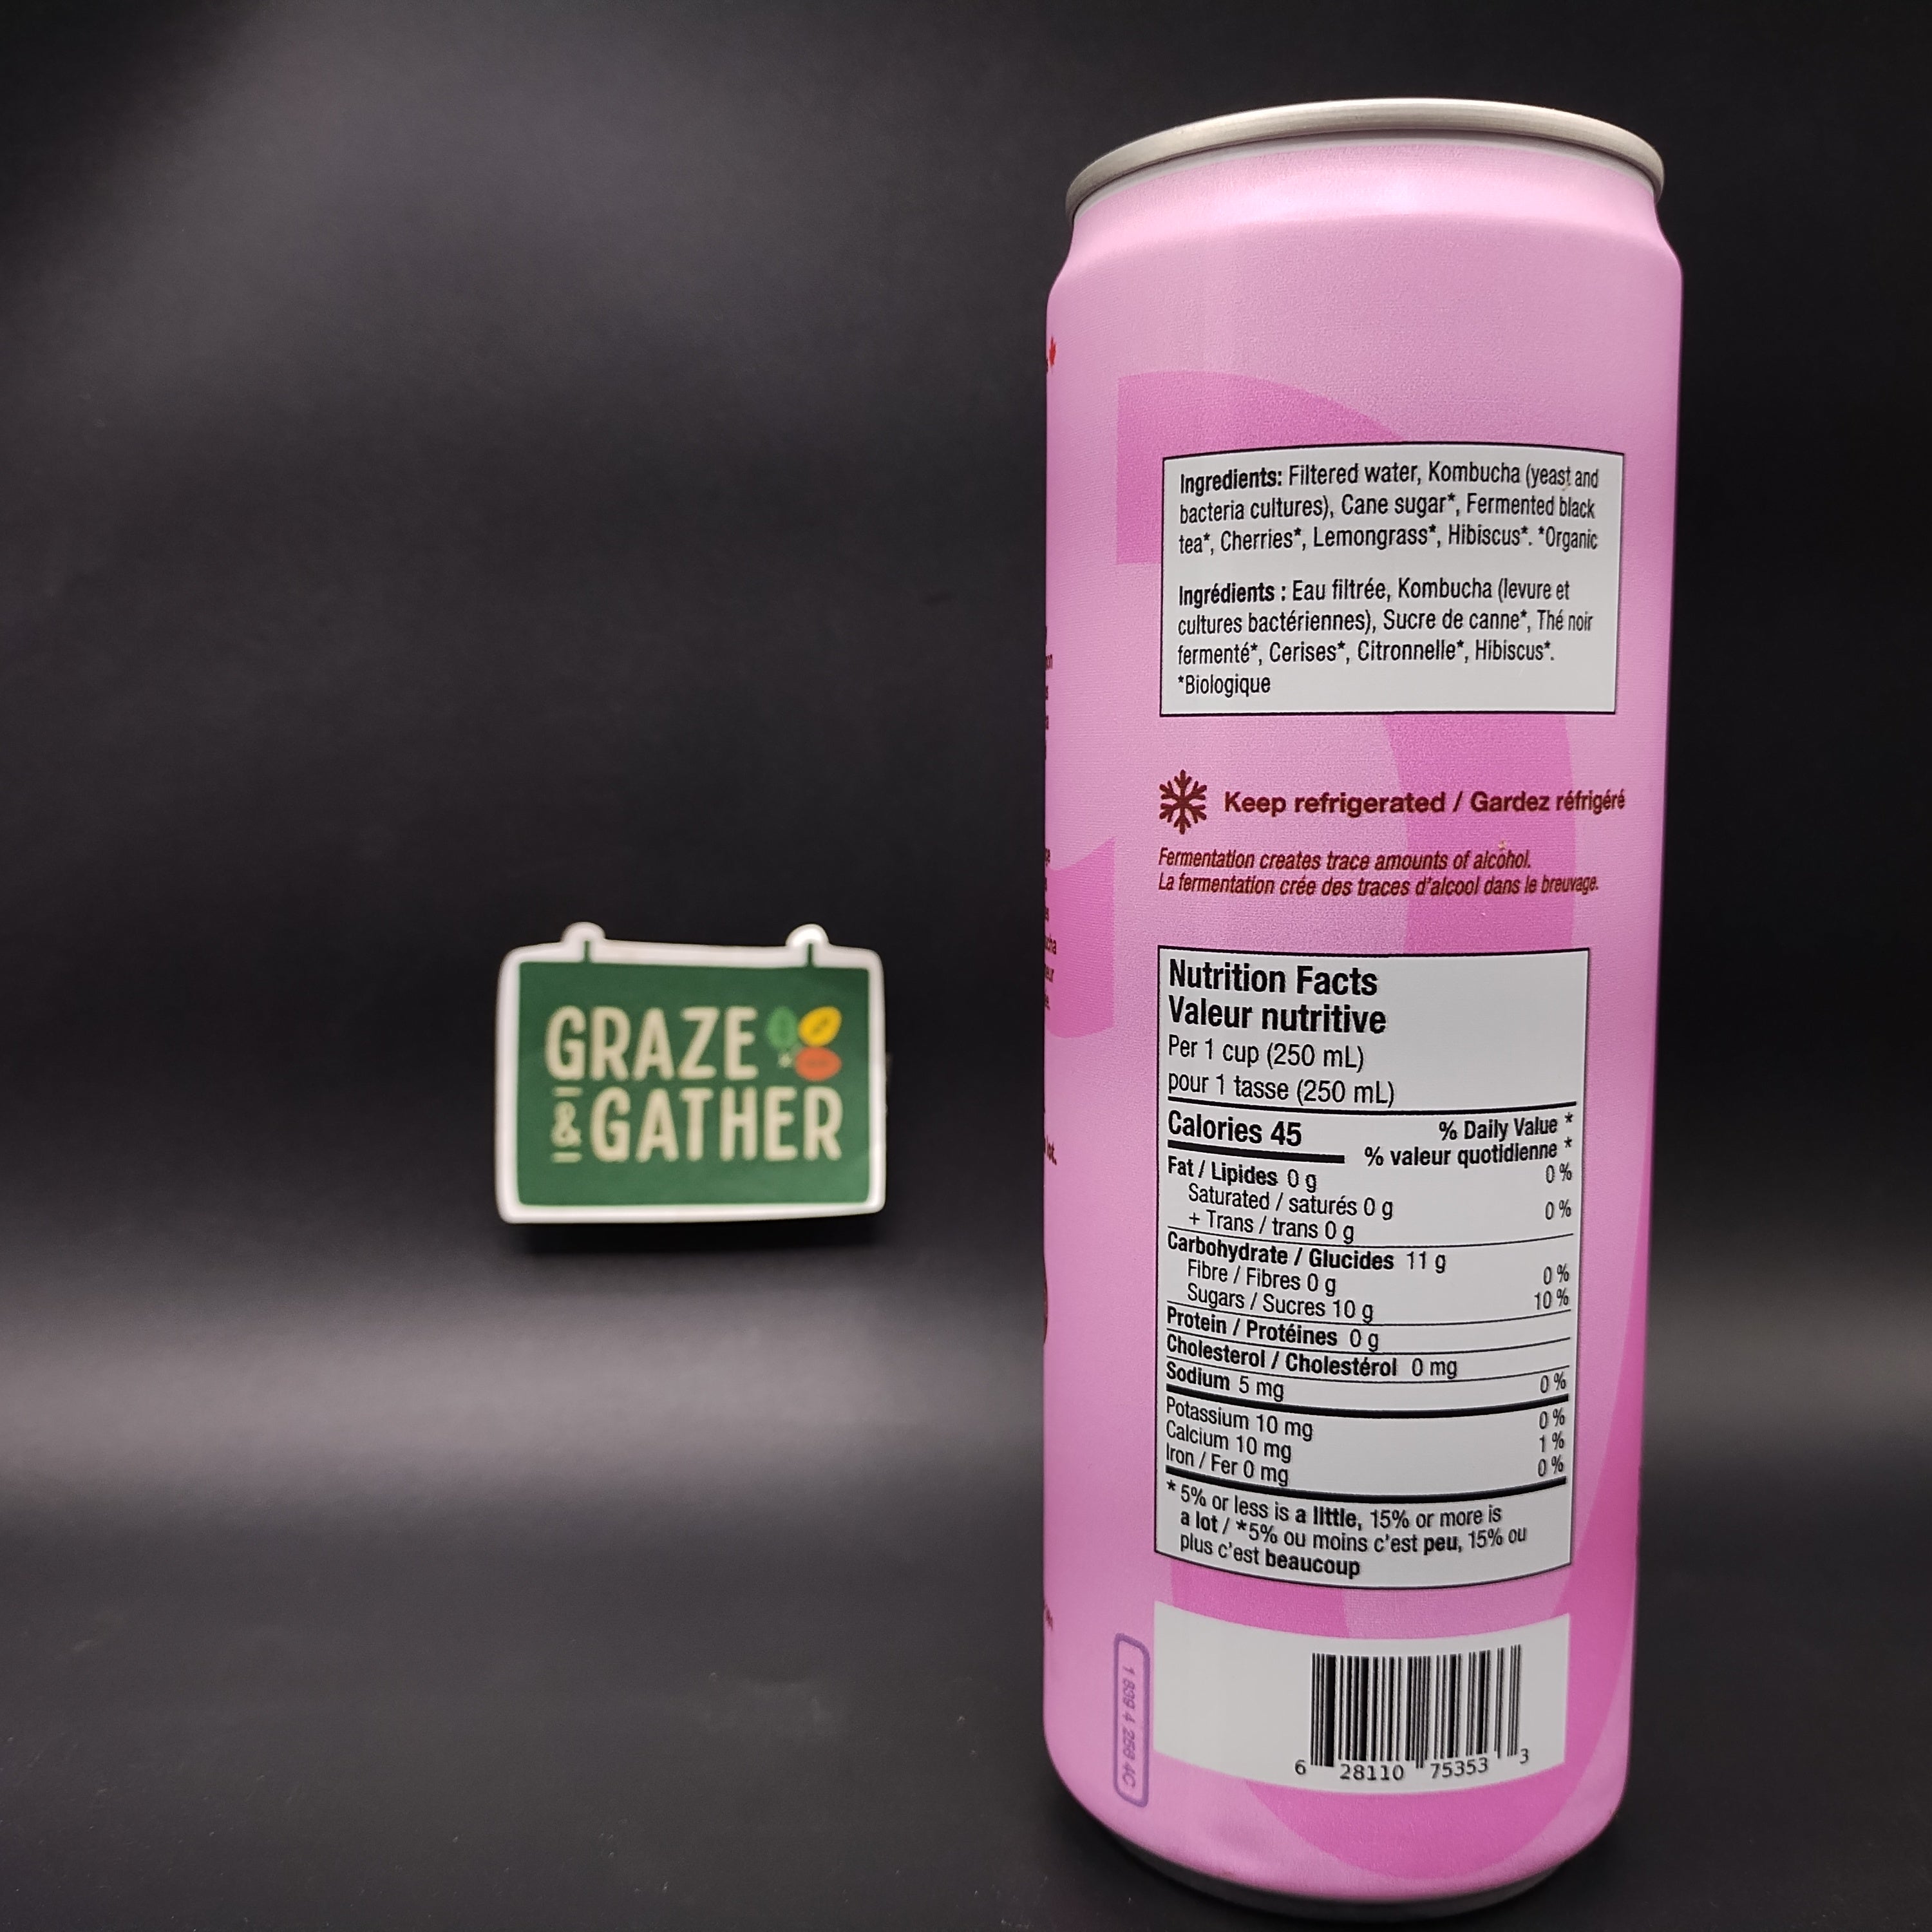 GRAZE
& GATHER
Ingredients: Filtered water, Kombucha (yeast and
bacteria cultures), Cane sugar*, Fermented black
tea*, Cherries*, Lemongrass*, Hibiscus*. *Organic
Ingrédients : Eau filtrée, Kombucha (levure et
cultures bactériennes), Sucre de canne*, Thé noir
fermenté*, Cerises*, Citronnelle*, Hibiscus*.
*Biologique
Keep refrigerated / Gardez réfrigéré
Fermentation creates trace amounts of alcohol.
La fermentation crée des traces d'alcool dans le breuvage.
Nutrition Facts
Valeur nutritive
Per 1 cup (250 mL)
pour 1 tasse (250 mL)
Calories 45 % Daily Value *
% valeur quotidienne *
Fat / Lipides 0 g 0 %
Saturated / saturés 0 g
+ Trans / trans 0 g 0 %
Carbohydrate / Glucides 11 g
Fibre / Fibres 0 g 0 %
Sugars / Sucres 10 g 10 %
Protein / Protéines 0 g
Cholesterol / Cholestérol 0 mg
Sodium 5 mg 0 %
Potassium 10 mg 0 %
Calcium 10 mg 1 %
Iron / Fer 0 mg 0 %
* 5% or less is a little, 15% or more is
a lot / *5% ou moins c'est peu, 15% ou
plus c'est beaucoup
6 28110 75353 3